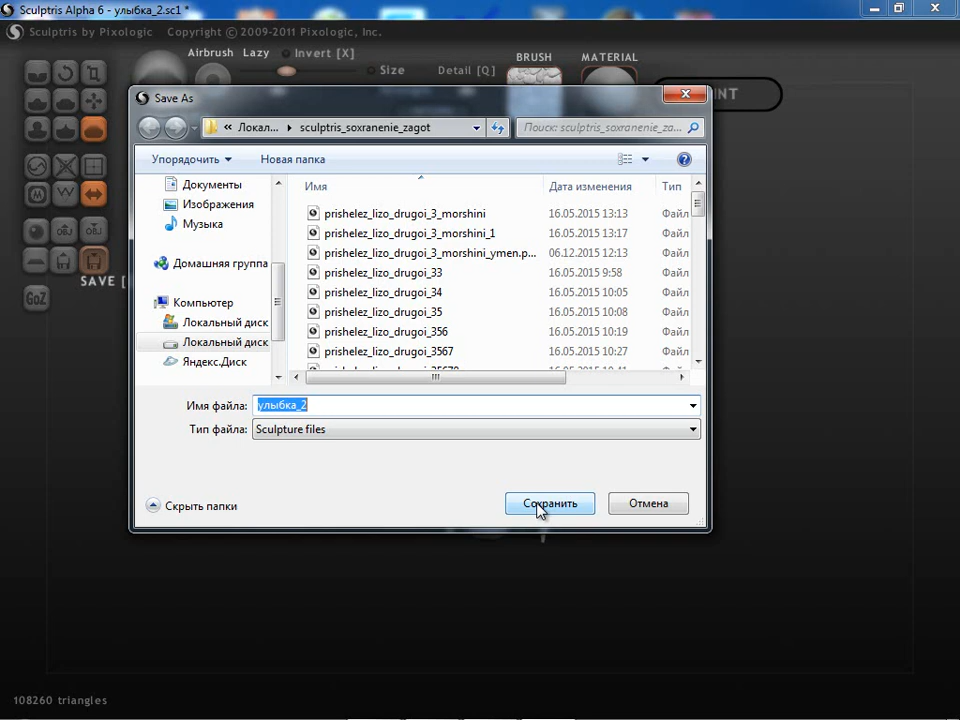 Sculptris Alpha 6 - улыбка_2.sc1 *
Sculptris by Pixologic Copyright © 2009-2011 Pixologic, Inc.
Airbrush Lazy Invert [X]
Size Detail [Q]
BRUSH MATERIAL
Save As
« Локал... sculptris_soxranenie_zagot
Поиск: sculptris_soxranenie_za...
Упорядочить Новая папка
Документы
Изображения
Музыка
Домашняя группа
Компьютер
Локальный диск
Локальный диск
Яндекс.Диск
Имя Дата изменения Тип
prishelez_lizo_drugoi_3_morshini 16.05.2015 13:13 Файл
prishelez_lizo_drugoi_3_morshini_1 16.05.2015 13:17 Файл
prishelez_lizo_drugoi_3_morshini_ymen.p... 06.12.2015 12:13 Файл
prishelez_lizo_drugoi_33 16.05.2015 9:58 Файл
prishelez_lizo_drugoi_34 16.05.2015 10:05 Файл
prishelez_lizo_drugoi_35 16.05.2015 10:08 Файл
prishelez_lizo_drugoi_356 16.05.2015 10:19 Файл
prishelez_lizo_drugoi_3567 16.05.2015 10:27 Файл
OBJ OBJ
SAVE [
GoZ
Имя файла: улыбка_2
Тип файла: Sculpture files
Скрыть папки
Сохранить Отмена
108260 triangles